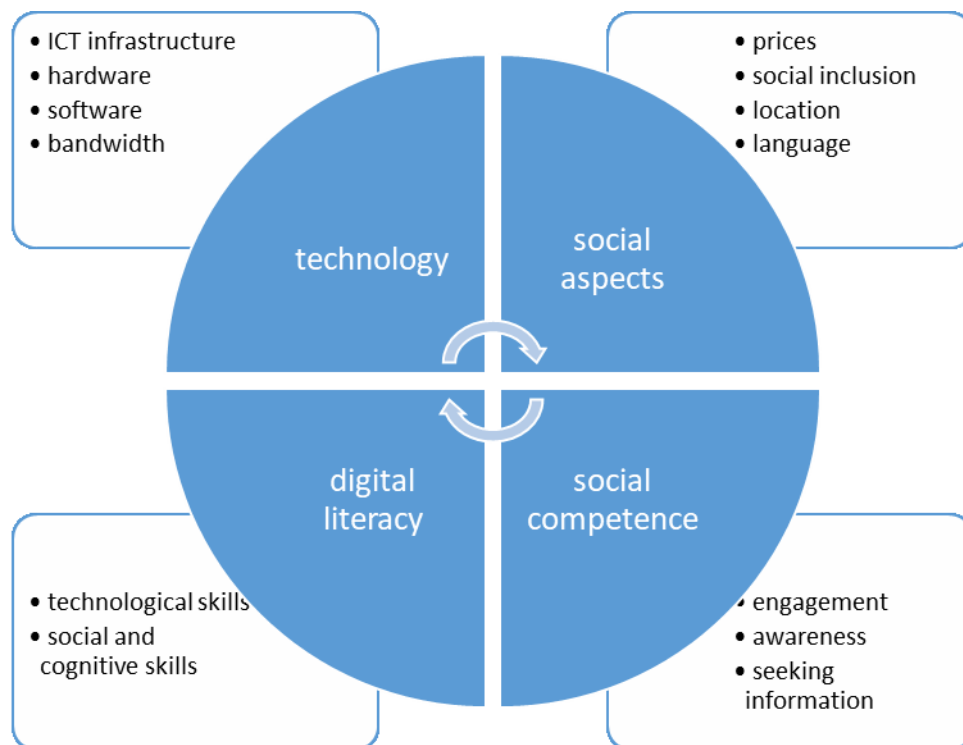 • ICT infrastructure
• hardware
• software
• bandwidth
• prices
• social inclusion
• location
• language
technology
social
aspects
digital
literacy
social
competence
• technological skills
• social and
cognitive skills
• engagement
• awareness
• seeking
information